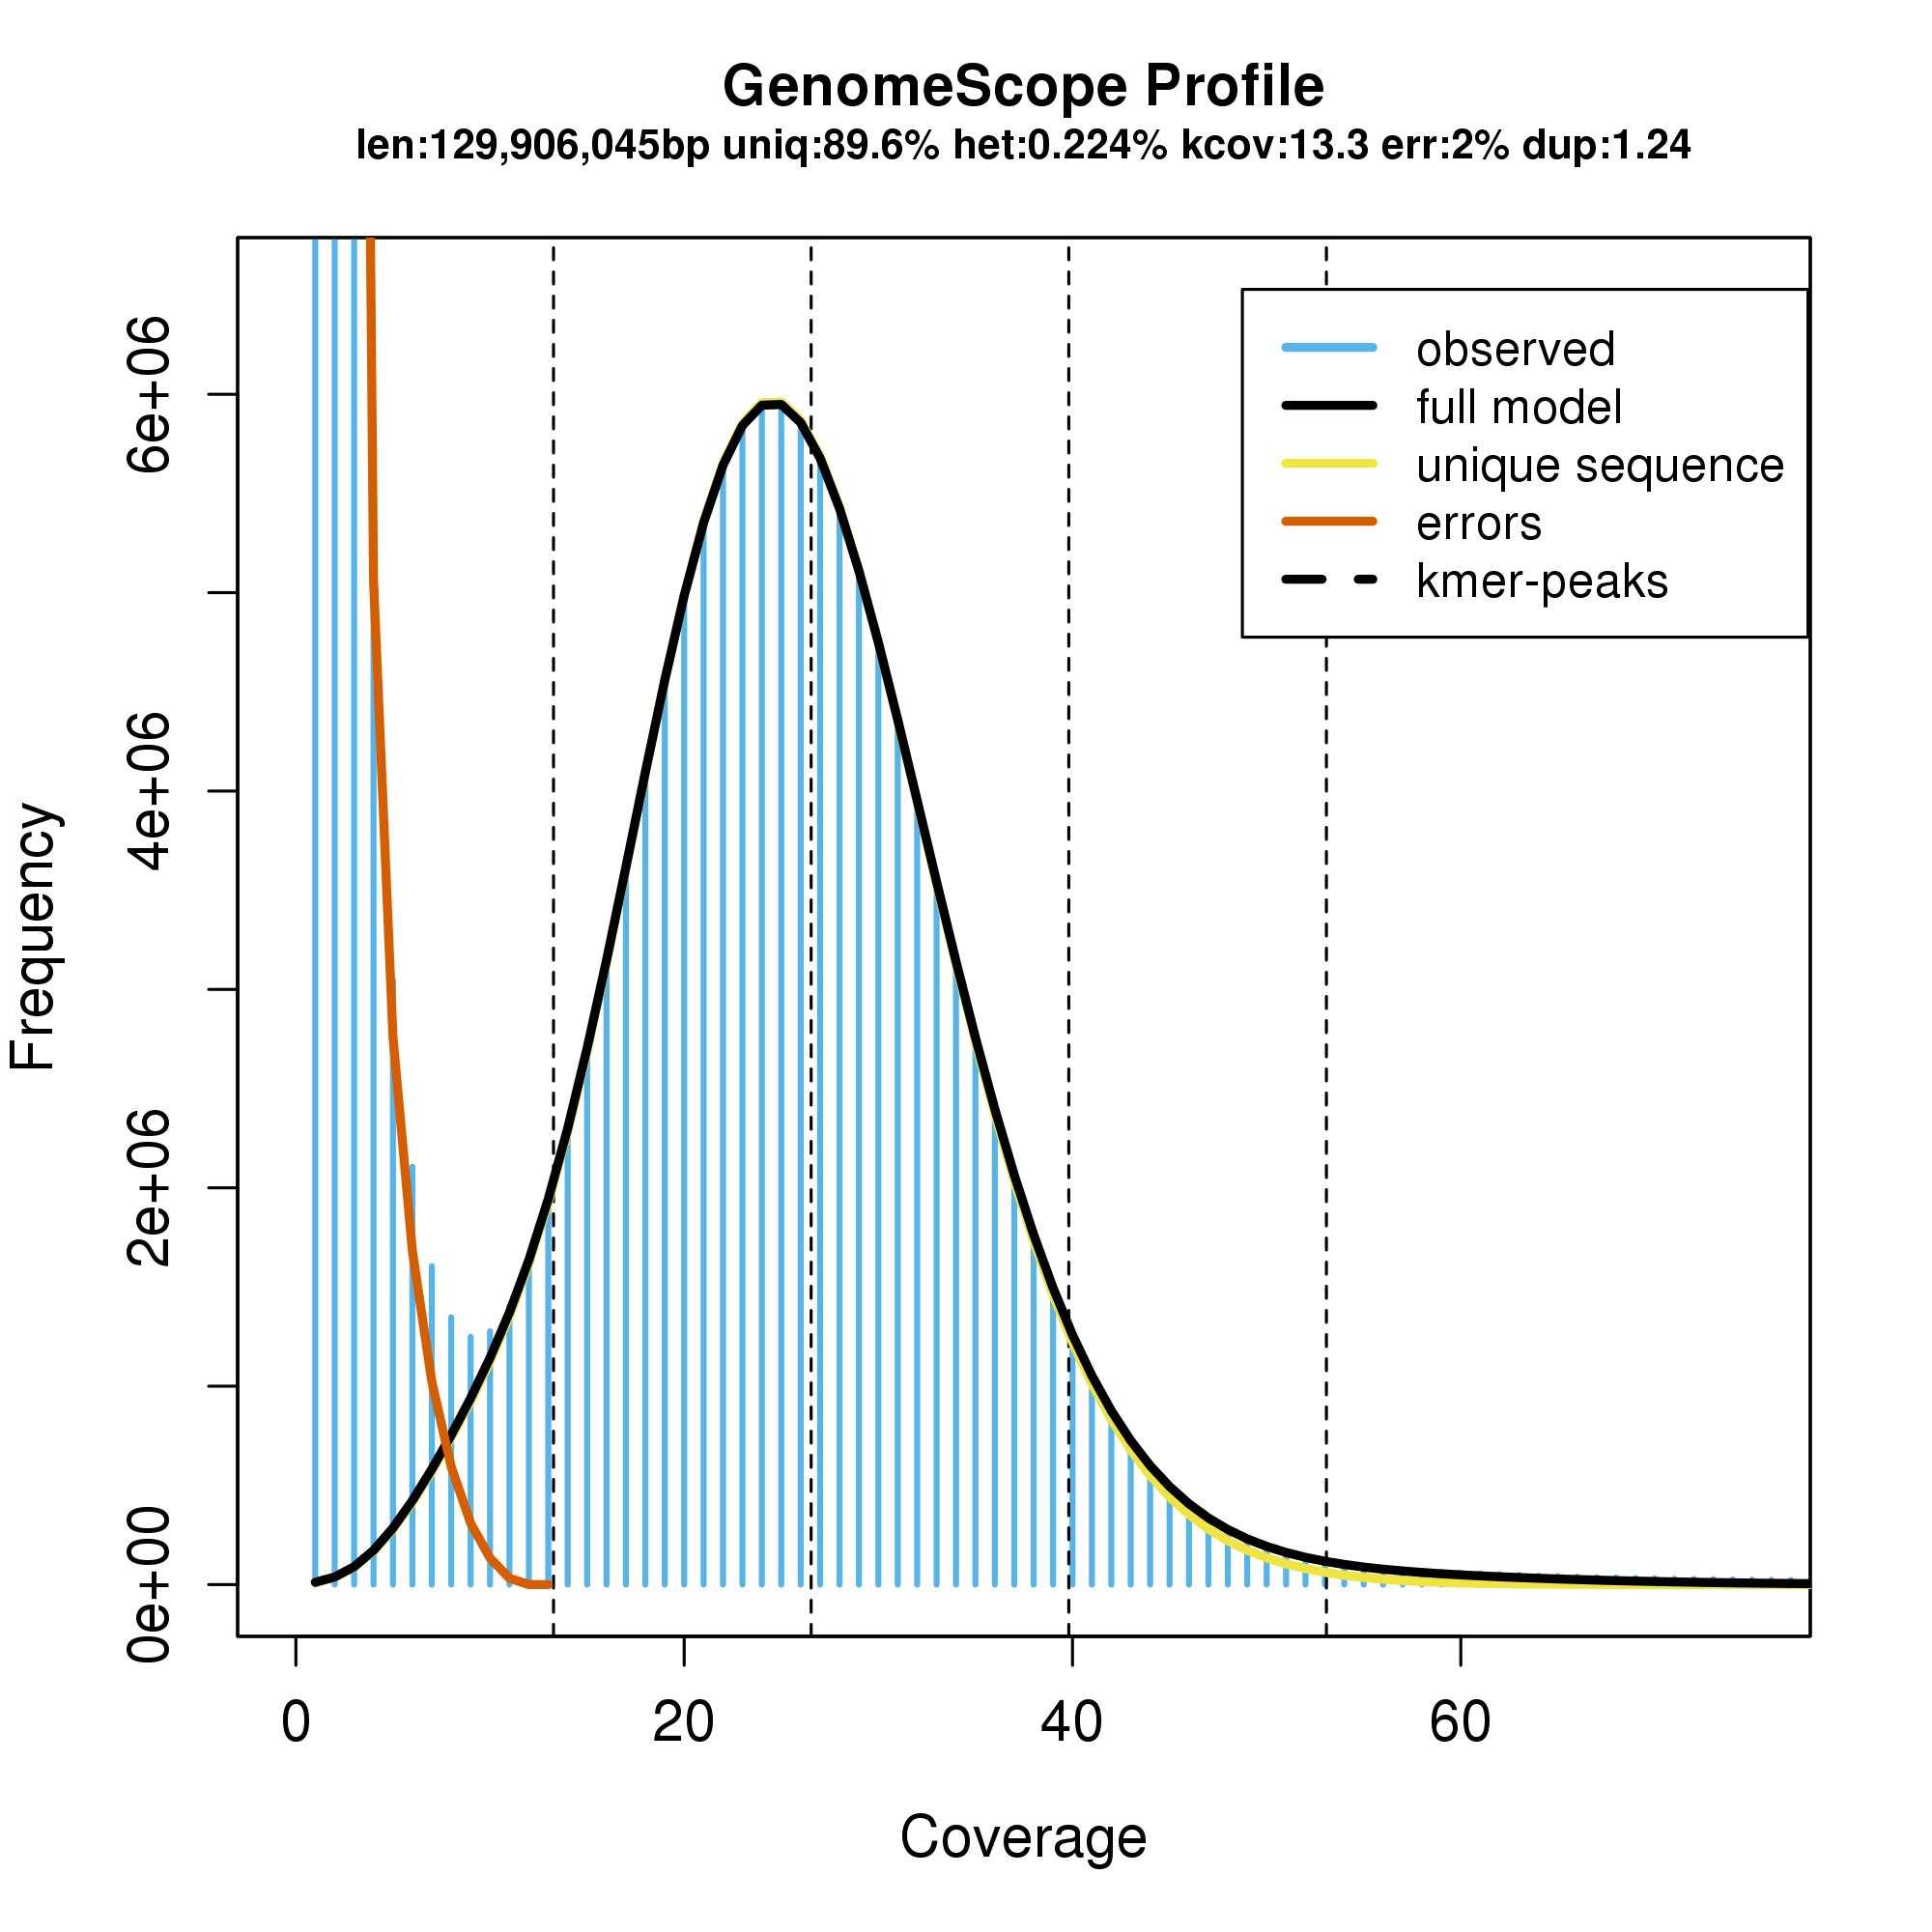 GenomeScope Profile
len:129,906,045bp uniq:89.6% het:0.224% kcov:13.3 err:2% dup:1.24
observed
full model
unique sequence
errors
kmer-peaks
6e+06
4e+06
2e+06
0e+00
Frequency
0 20 40 60
Coverage